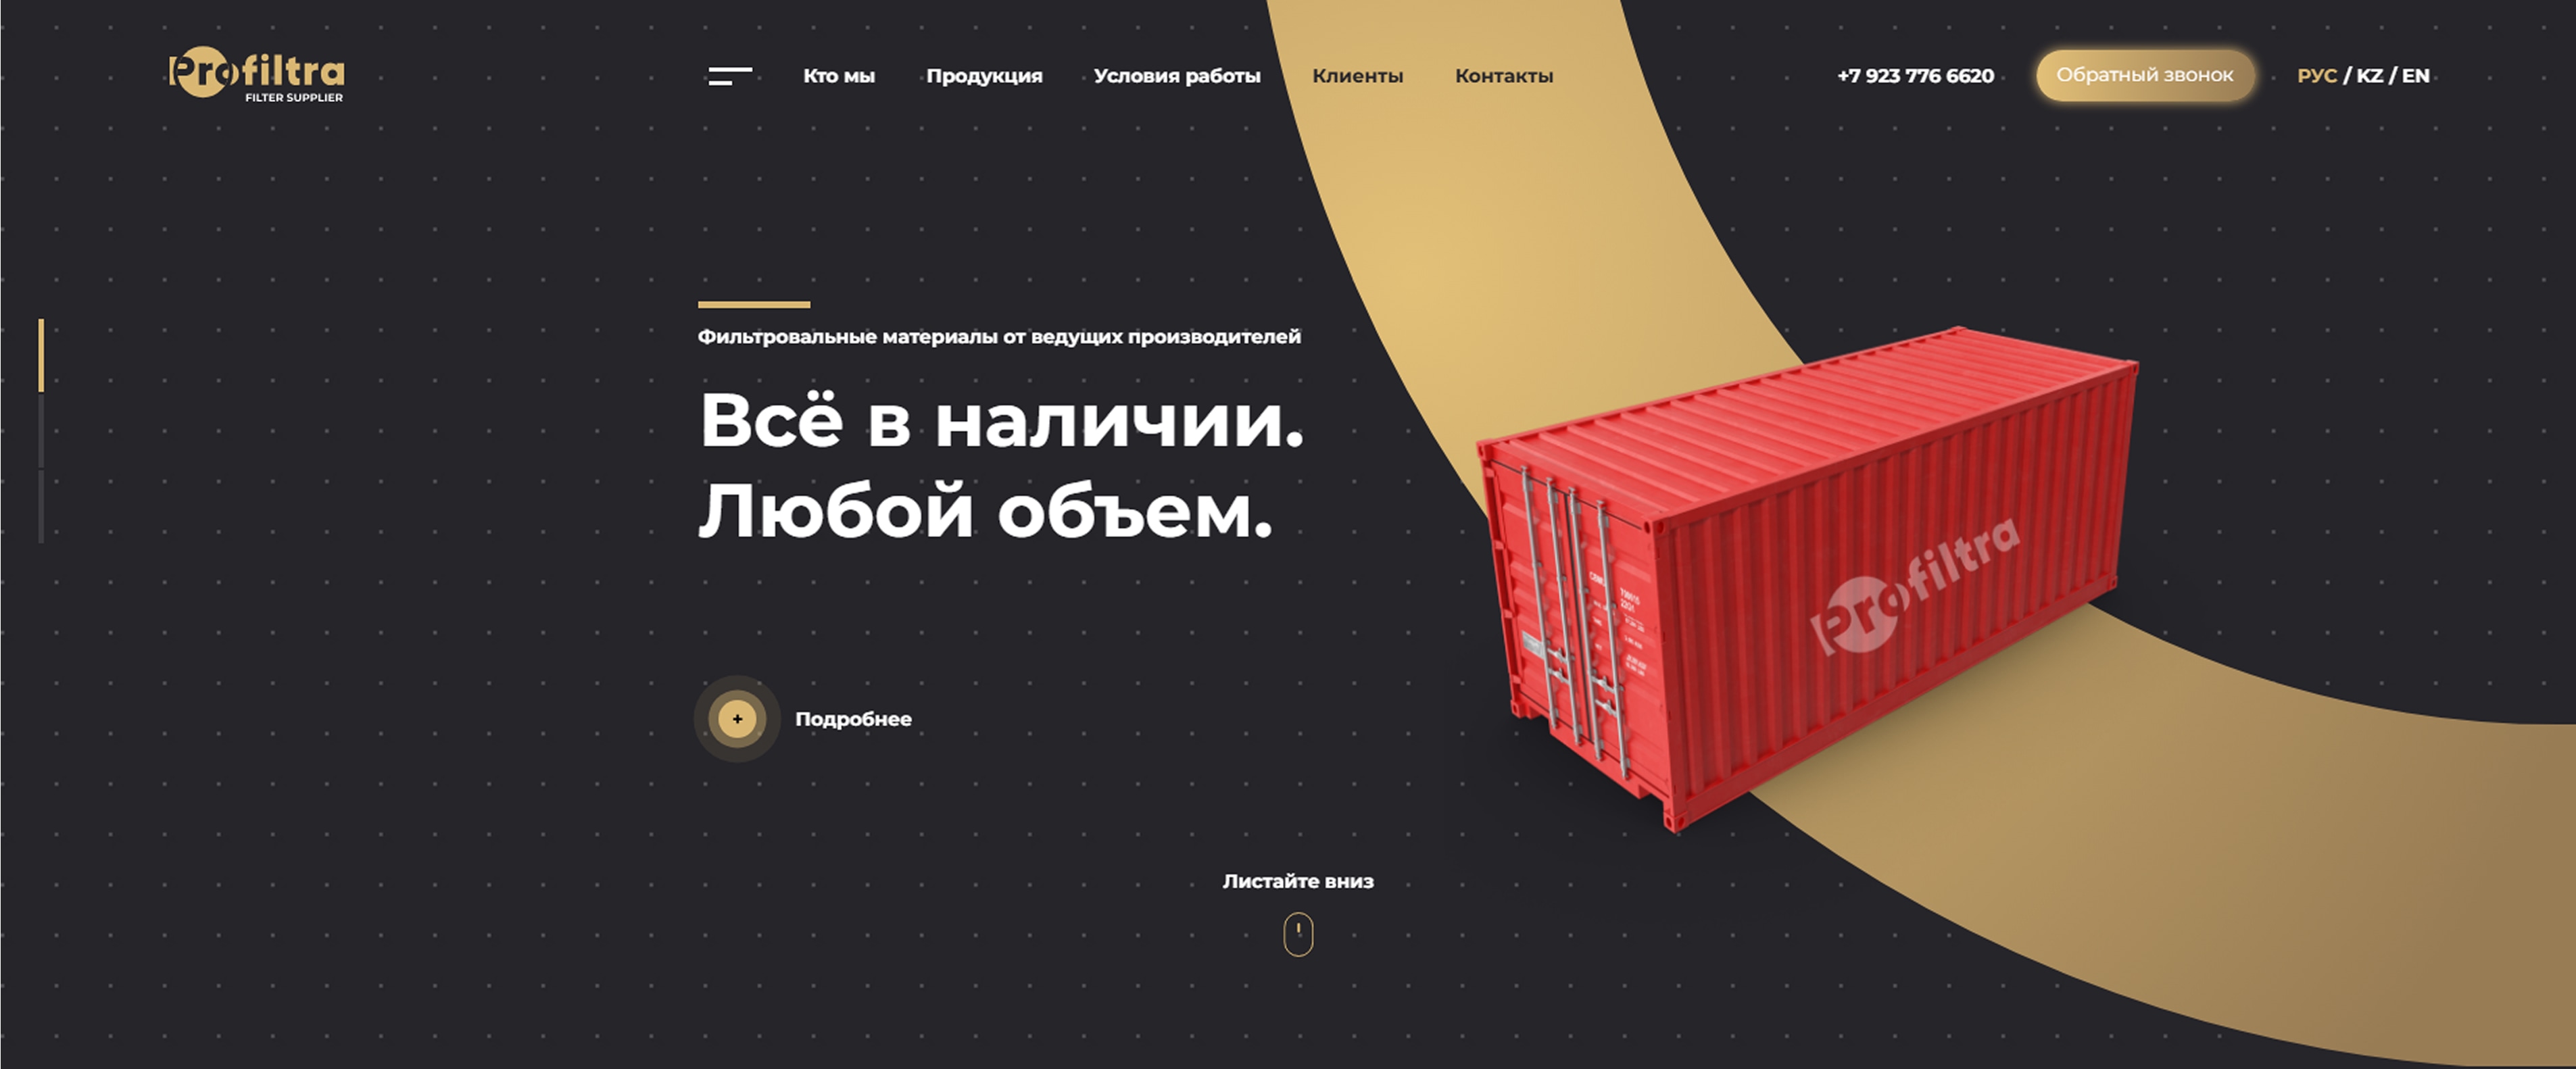 Profiltra
FILTER SUPPLIER
Кто мы
Продукция
Условия работы
Клиенты
Контакты
+7 923 776 6620
Обратный звонок
РУС / KZ / EN
Фильтровальные материалы от ведущих производителей
Всё в наличии.
Любой объем.
Profiltra
+ Подробнее
Листайте вниз